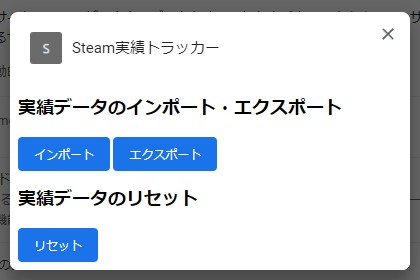 S Steam実績トラッカー
実績データのインポート・エクスポート
インポート エクスポート
実績データのリセット
リセット